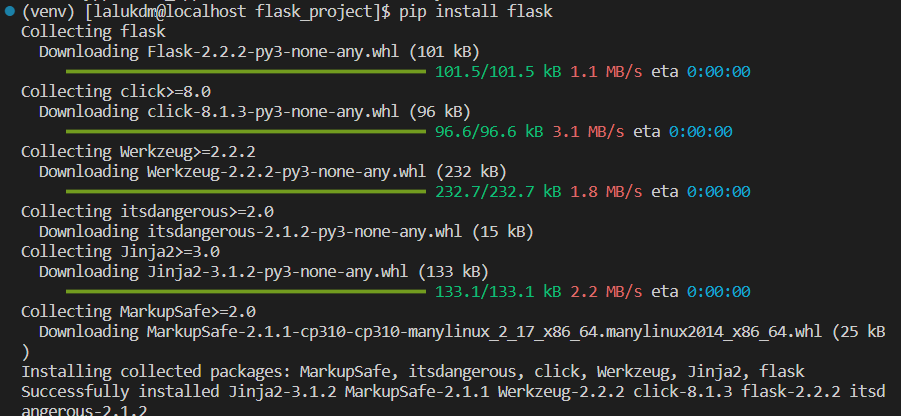 (venv) [lalukdm@localhost flask_project]$ pip install flask
Collecting flask
  Downloading Flask-2.2.2-py3-none-any.whl (101 kB)
101.5/101.5 kB 1.1 MB/s eta 0:00:00
Collecting click>=8.0
  Downloading click-8.1.3-py3-none-any.whl (96 kB)
96.6/96.6 kB 3.1 MB/s eta 0:00:00
Collecting Werkzeug>=2.2.2
  Downloading Werkzeug-2.2.2-py3-none-any.whl (232 kB)
232.7/232.7 kB 1.8 MB/s eta 0:00:00
Collecting itsdangerous>=2.0
  Downloading itsdangerous-2.1.2-py3-none-any.whl (15 kB)
Collecting Jinja2>=3.0
  Downloading Jinja2-3.1.2-py3-none-any.whl (133 kB)
133.1/133.1 kB 2.2 MB/s eta 0:00:00
Collecting MarkupSafe>=2.0
  Downloading MarkupSafe-2.1.1-cp310-cp310-manylinux_2_17_x86_64.manylinux2014_x86_64.whl (25 kB
)
Installing collected packages: MarkupSafe, itsdangerous, click, Werkzeug, Jinja2, flask
Successfully installed Jinja2-3.1.2 MarkupSafe-2.1.1 Werkzeug-2.2.2 click-8.1.3 flask-2.2.2 itsd
angerous-2.1.2